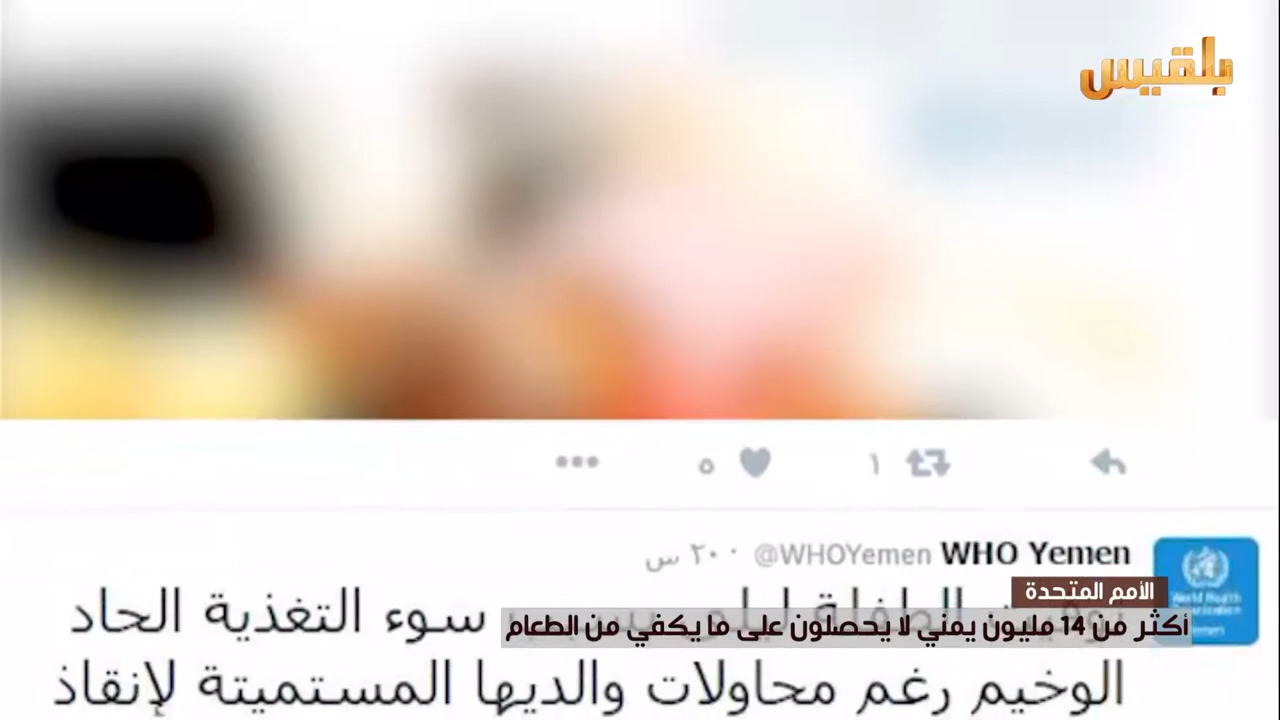 بلقيس
٥ ١
WHO Yemen @WHOYemen · ٢٠ س
الأمم المتحدة
أكثر من 14 مليون يمني لا يحصلون على ما يكفي من الطعام
سوء التغذية الحاد
الوخيم رغم محاولات والديها المستميتة لإنقاذ